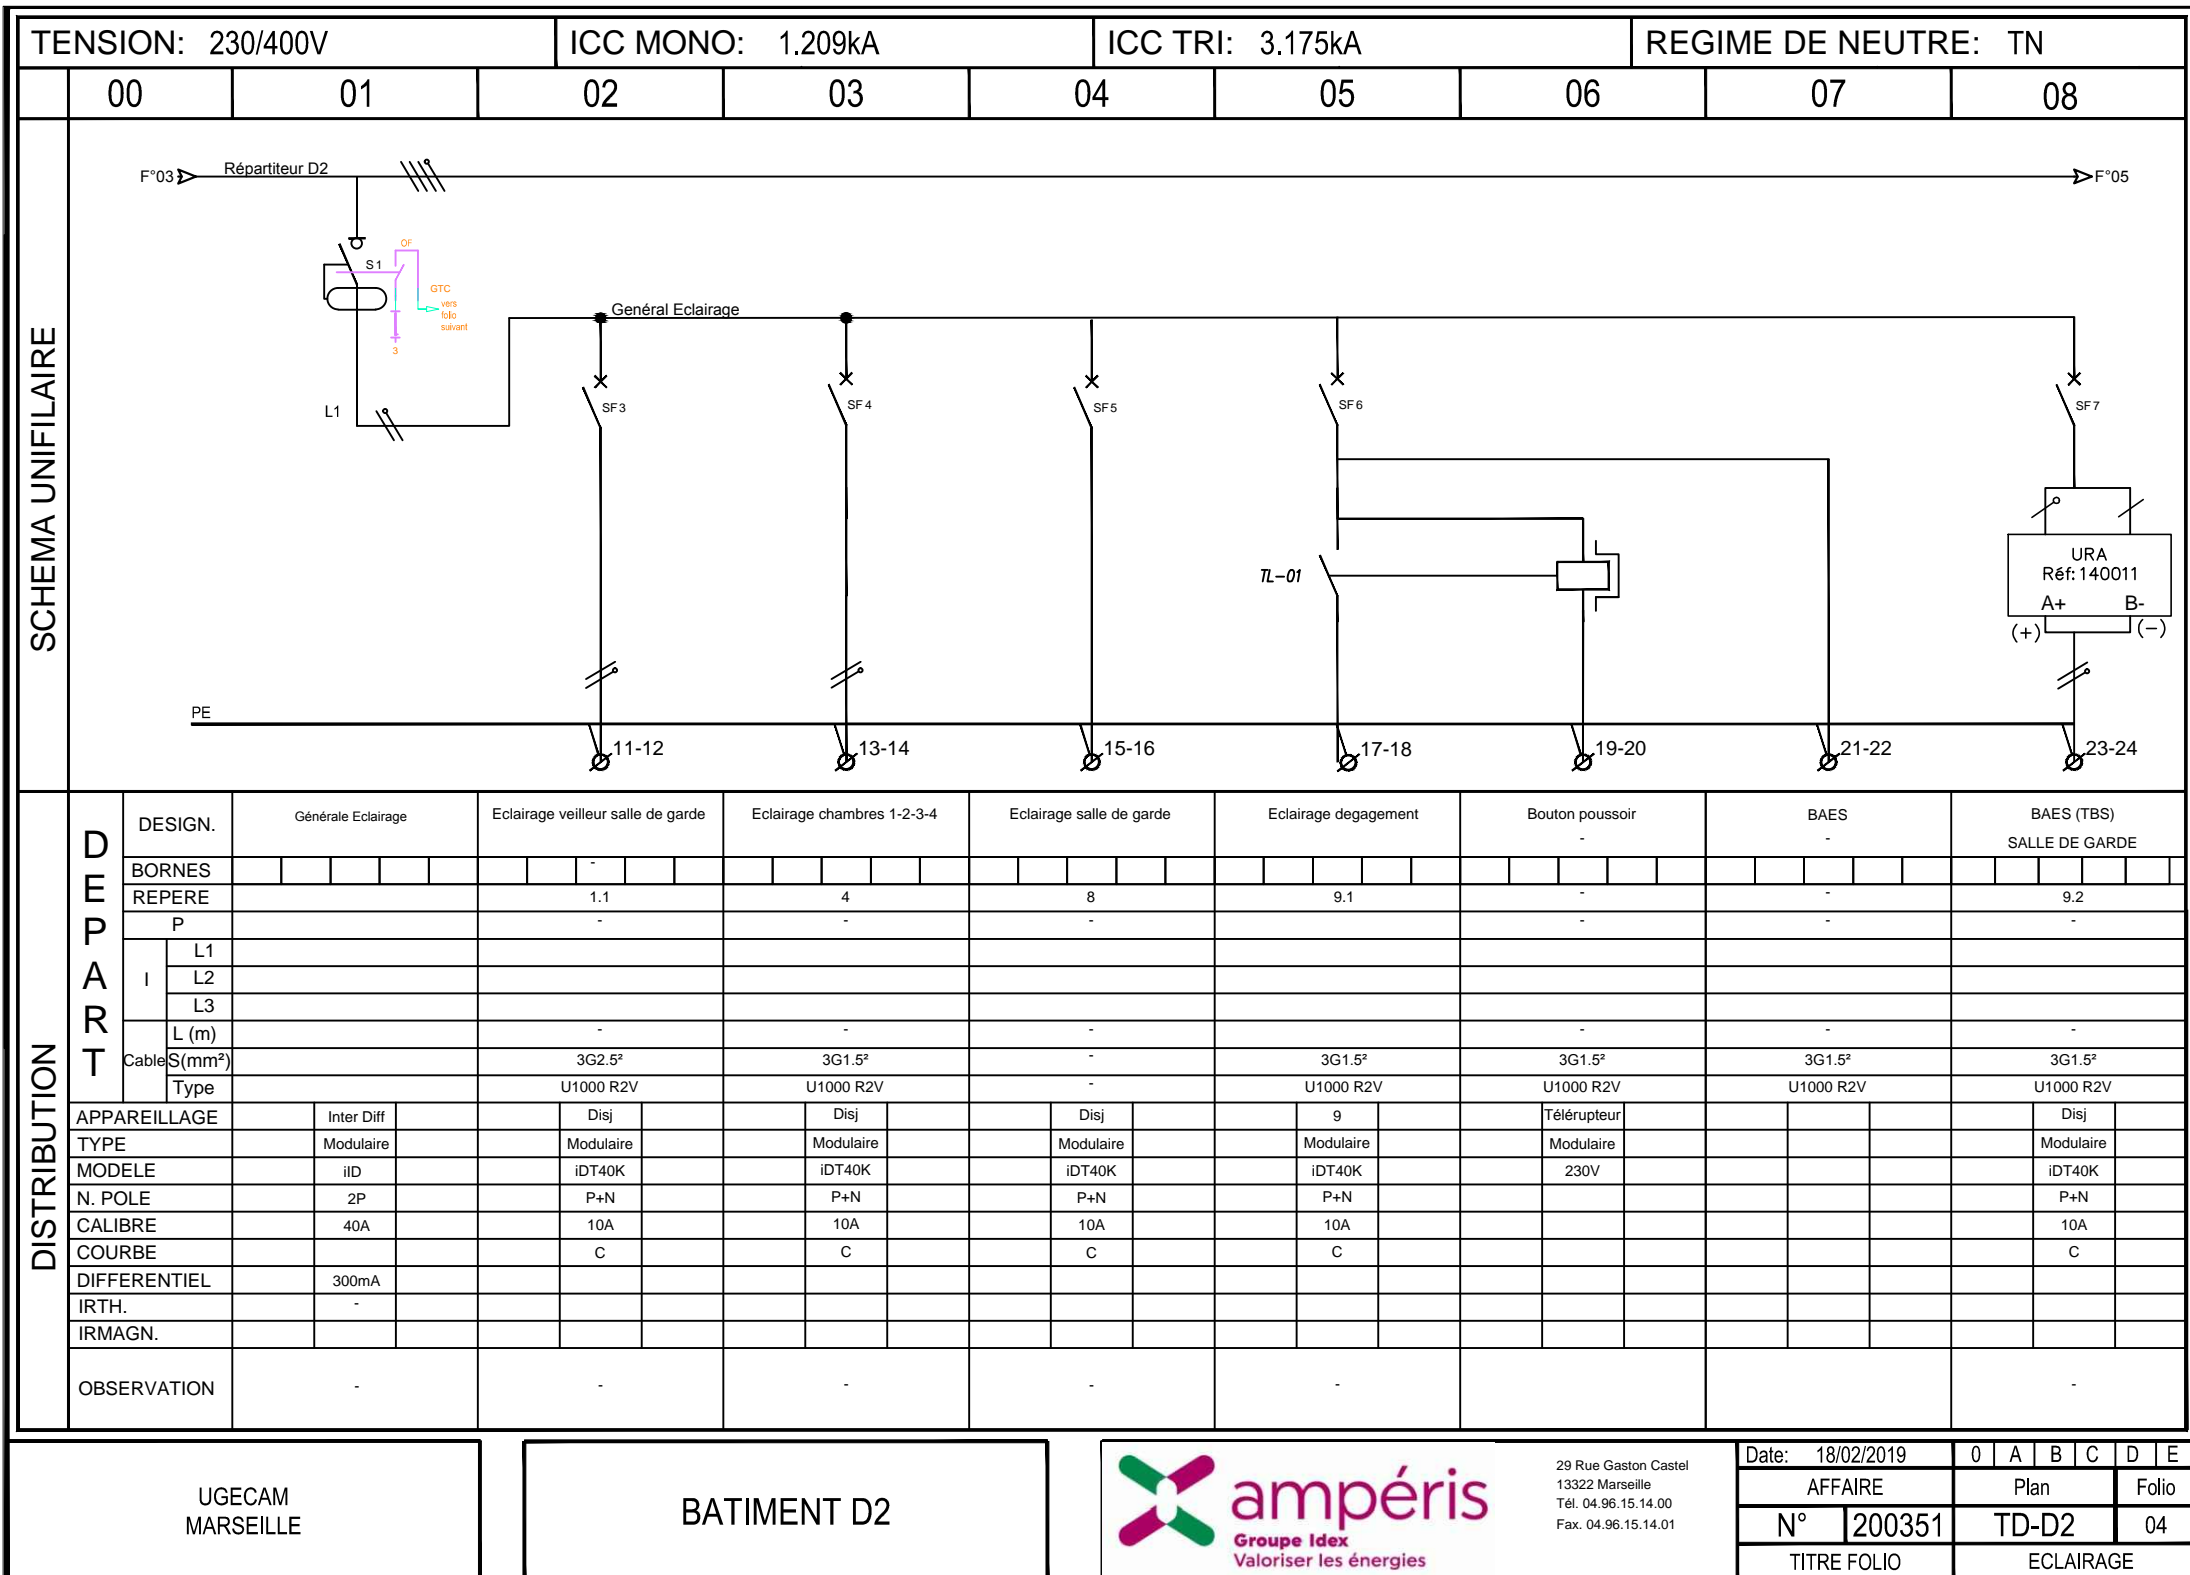 TENSION: 230/400V ICC MONO: 1.209kA ICC TRI: 3.175kA REGIME DE NEUTRE: TN
00 01 02 03 04 05 06 07 08
SCHEMA UNIFILAIRE
F°03 Répartiteur D2 F°05
OF
S1
GTC
vers
folio
suivant
3
Genéral Eclairage
L1
SF3 SF4 SF5 SF6 SF7
TL-01
URA
Réf: 140011
A+ B-
(+) (-)
PE
11-12 13-14 15-16 17-18 19-20 21-22 23-24
DISTRIBUTION
DEPART
DESIGN. Générale Eclairage Eclairage veilleur salle de garde Eclairage chambres 1-2-3-4 Eclairage salle de garde Eclairage degagement Bouton poussoir BAES BAES (TBS)
- - SALLE DE GARDE
BORNES -
REPERE 1.1 4 8 9.1 - - 9.2
P - - - - - -
I L1
L2
L3
Cable L (m) - - - - - -
S(mm²) 3G2.5² 3G1.5² - 3G1.5² 3G1.5² 3G1.5² 3G1.5²
Type U1000 R2V U1000 R2V - U1000 R2V U1000 R2V U1000 R2V U1000 R2V
APPAREILLAGE Inter Diff Disj Disj Disj 9 Télérupteur Disj
TYPE Modulaire Modulaire Modulaire Modulaire Modulaire Modulaire Modulaire
MODELE iID iDT40K iDT40K iDT40K iDT40K 230V iDT40K
N. POLE 2P P+N P+N P+N P+N P+N
CALIBRE 40A 10A 10A 10A 10A 10A
COURBE C C C C C
DIFFERENTIEL 300mA
IRTH. -
IRMAGN.
OBSERVATION - - - - - -
UGECAM
MARSEILLE
BATIMENT D2
ampéris
Groupe Idex
Valoriser les énergies
29 Rue Gaston Castel
13322 Marseille
Tél. 04.96.15.14.00
Fax. 04.96.15.14.01
Date: 18/02/2019 0 A B C D E
AFFAIRE Plan Folio
N° 200351 TD-D2 04
TITRE FOLIO ECLAIRAGE